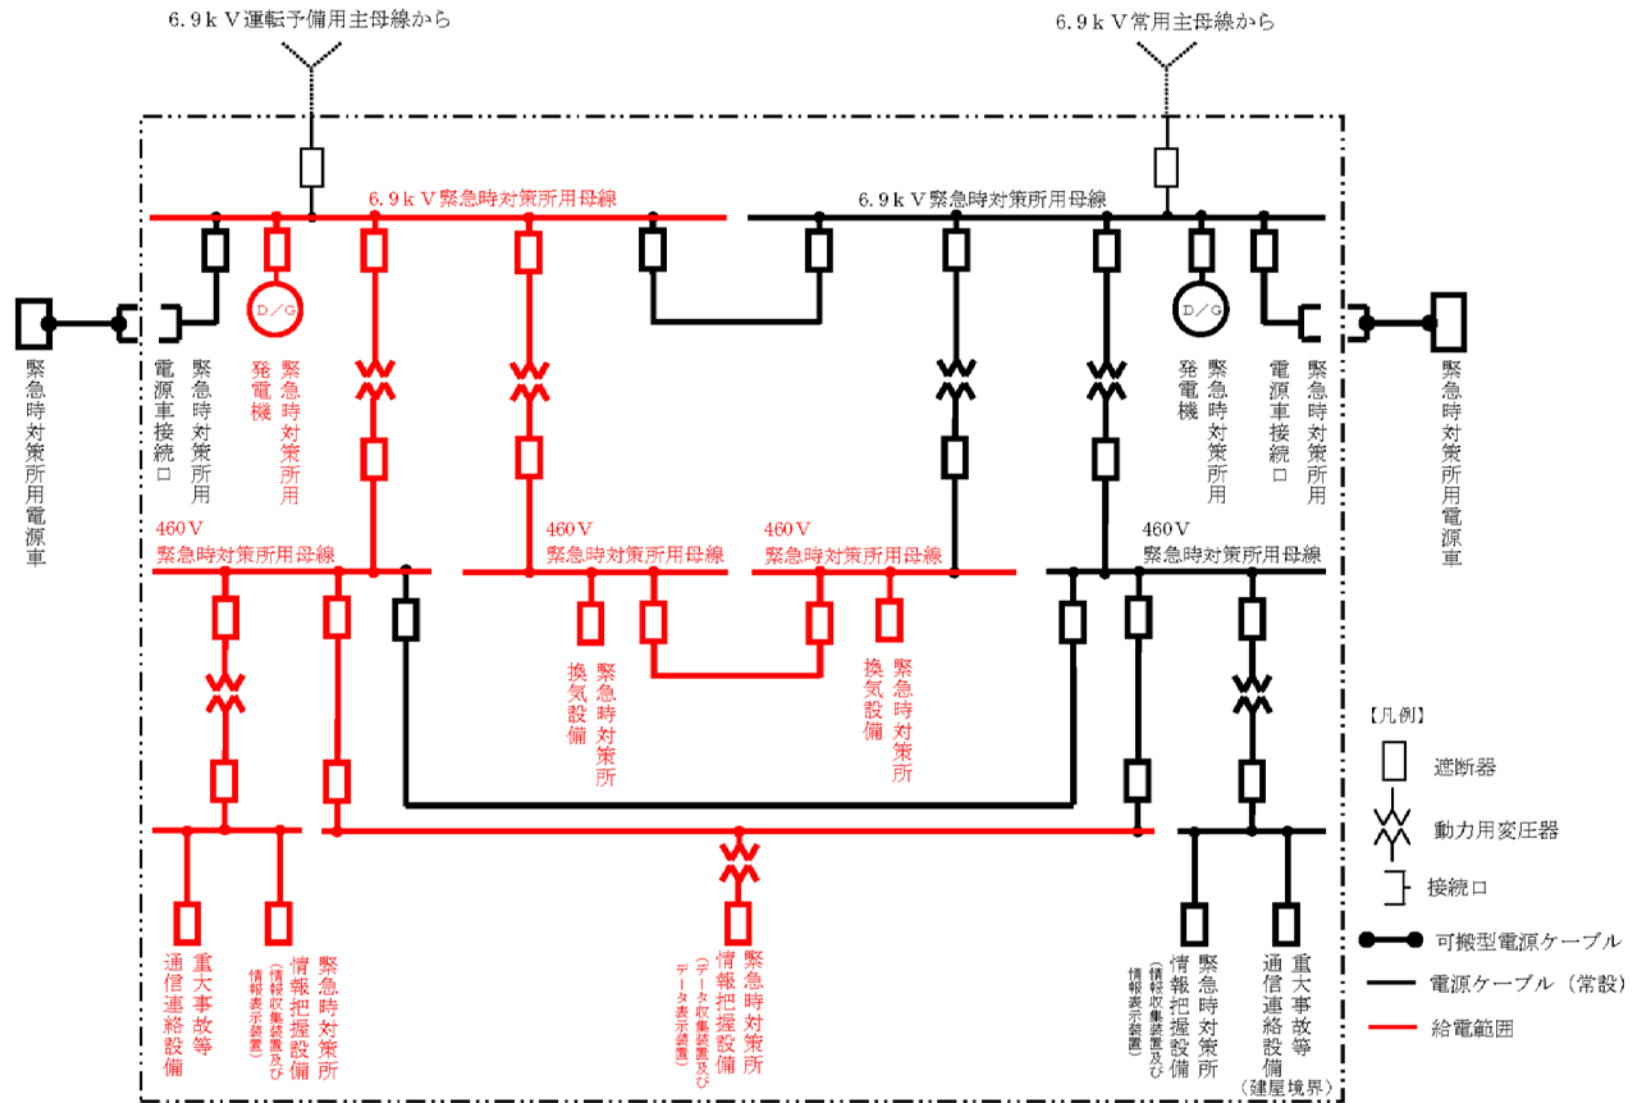 6.9kV運転予備用主母線から
6.9kV常用主母線から
6.9kV緊急時対策所用母線
6.9kV緊急時対策所用母線
D/G
D/G
緊急時対策所用電源車
緊急時対策所用
電源車接続口
緊急時対策所用
発電機
緊急時対策所用
発電機
緊急時対策所用
電源車接続口
緊急時対策所用電源車
460V
緊急時対策所用母線
460V
緊急時対策所用母線
460V
緊急時対策所用母線
460V
緊急時対策所用母線
緊急時対策所
換気設備
緊急時対策所
換気設備
重大事故等
通信連絡設備
緊急時対策所
情報把握設備
(情報収集装置及び
情報表示装置)
緊急時対策所
情報把握設備
(データ収集装置及び
データ表示装置)
緊急時対策所
情報把握設備
(情報収集装置及び
情報表示装置)
重大事故等
通信連絡設備
(建屋境界)
【凡例】
遮断器
動力用変圧器
接続口
可搬型電源ケーブル
電源ケーブル(常設)
給電範囲